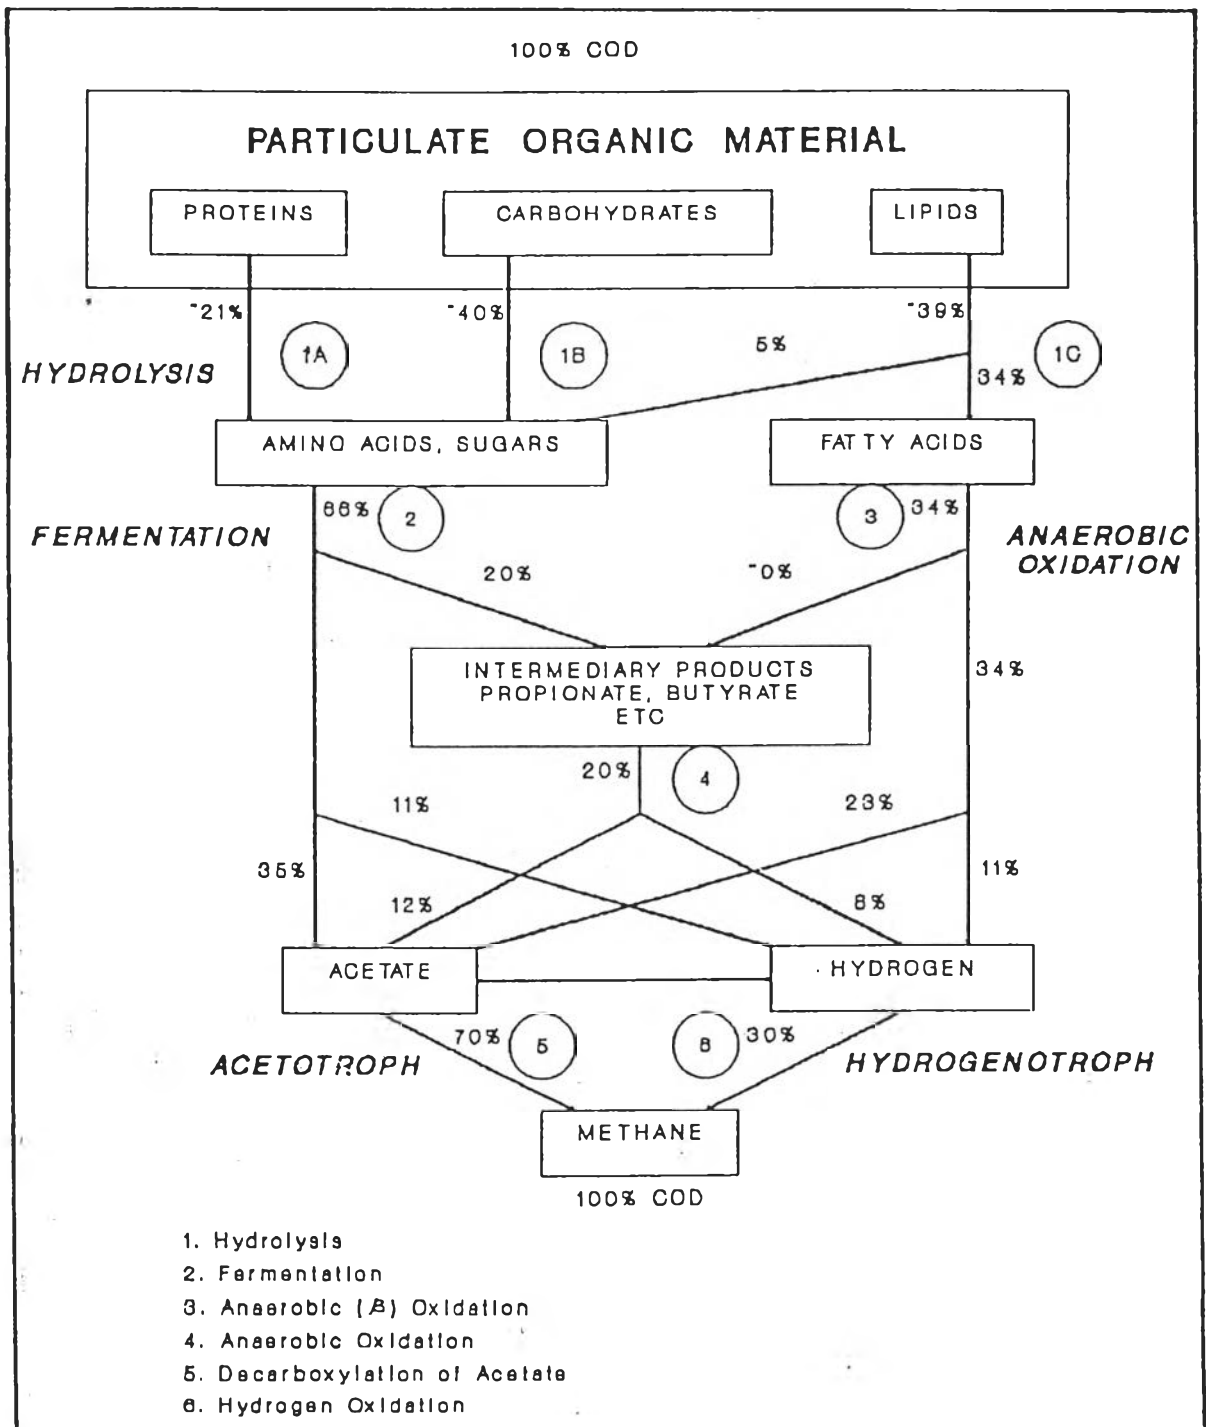 100% COD
PARTICULATE ORGANIC MATERIAL
PROTEINS
CARBOHYDRATES
LIPIDS
~21%
~40%
~39%
1A
1B
5%
1C
HYDROLYSIS
34%
AMINO ACIDS, SUGARS
FATTY ACIDS
66%
2
3
34%
FERMENTATION
ANAEROBIC
OXIDATION
20%
~0%
INTERMEDIARY PRODUCTS
PROPIONATE, BUTYRATE
ETC
34%
20%
4
11%
23%
35%
11%
12%
8%
ACETATE
HYDROGEN
70%
5
6
30%
ACETOTROPH
HYDROGENOTROPH
METHANE
100% COD
1. Hydrolysis
2. Fermentation
3. Anaerobic (β) Oxidation
4. Anaerobic Oxidation
5. Decarboxylation of Acetate
6. Hydrogen Oxidation